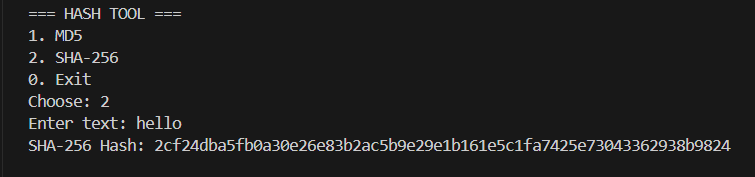 === HASH TOOL ===
1. MD5
2. SHA-256
0. Exit
Choose: 2
Enter text: hello
SHA-256 Hash: 2cf24dba5fb0a30e26e83b2ac5b9e29e1b161e5c1fa7425e73043362938b9824